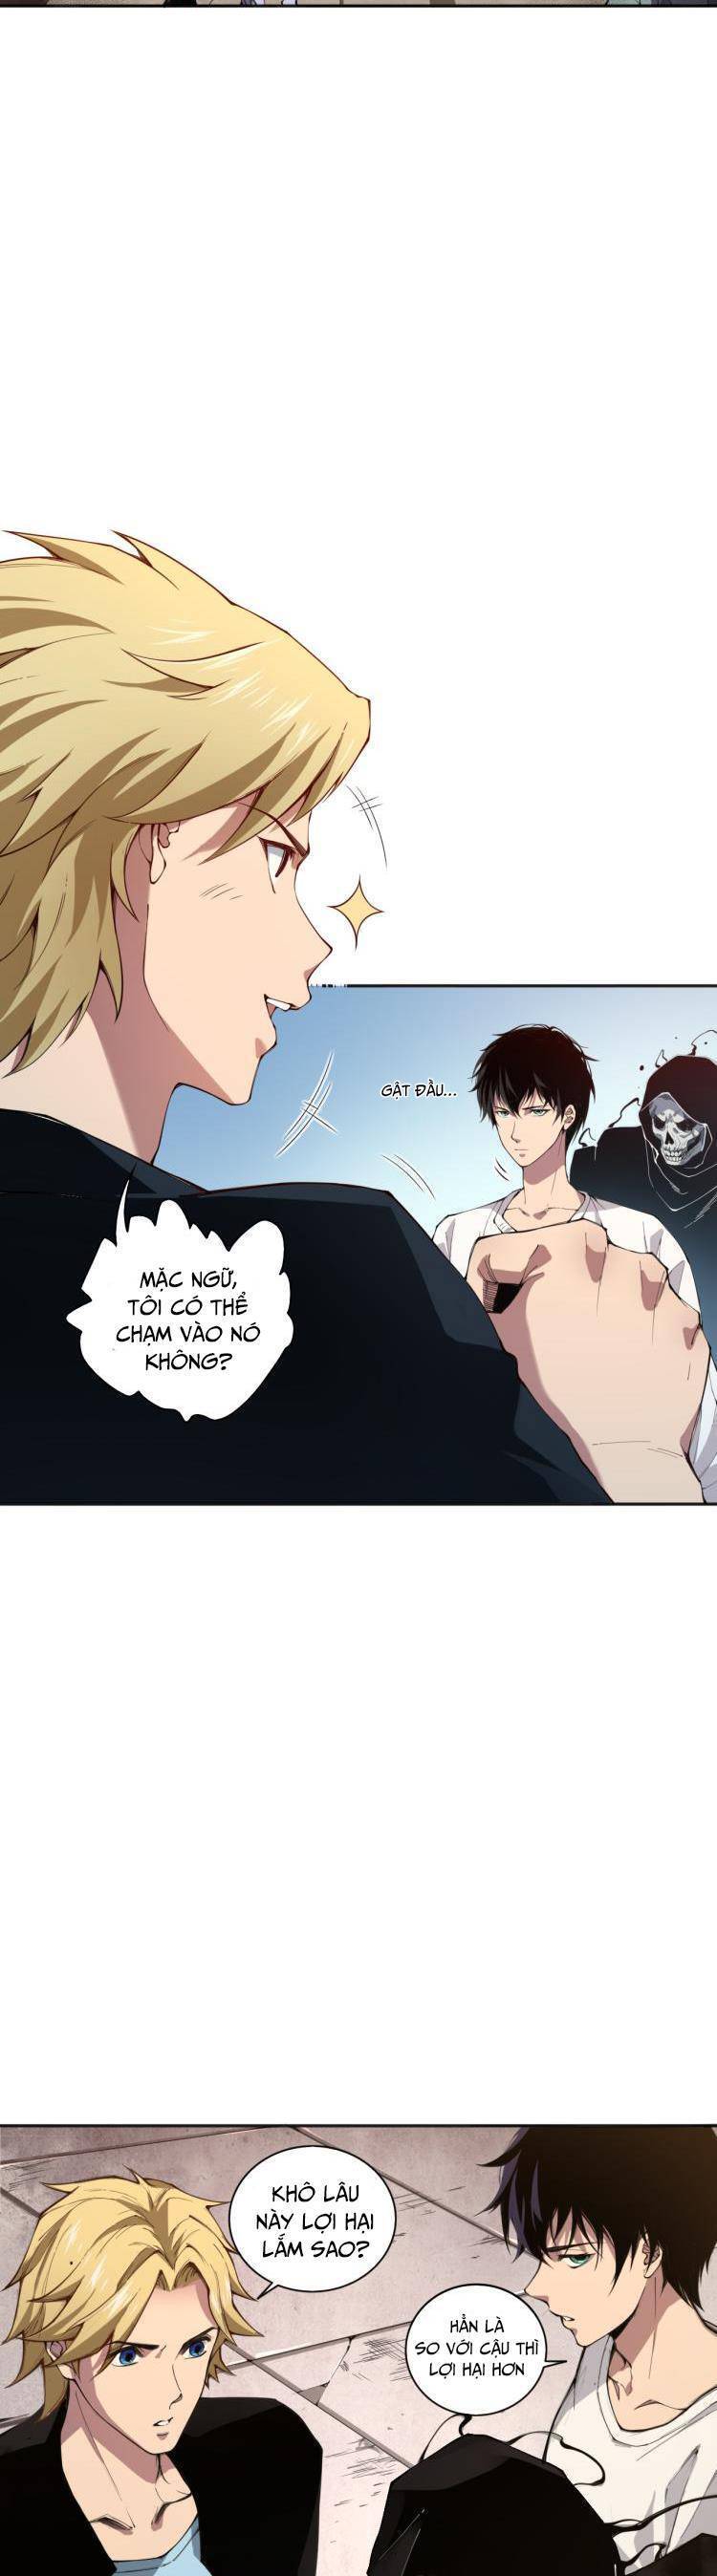 GẬT ĐẦU...
MẶC NGỮ,
TÔI CÓ THỂ
CHẠM VÀO NÓ
KHÔNG?
KHÔ LÂU
NÀY LỢI HẠI
LẮM SAO?
HẲN LÀ
SO VỚI CẬU THÌ
LỢI HẠI HƠN